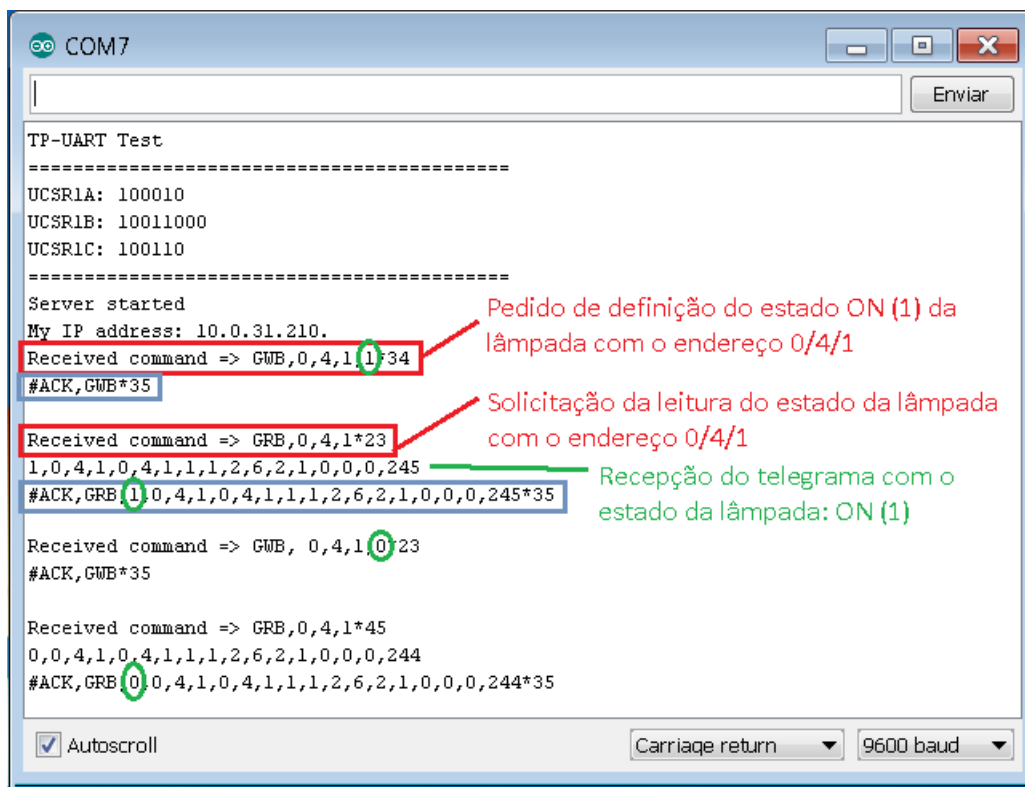 COM7
Enviar
TP-UART Test
===========================================
UCSR1A: 100010
UCSR1B: 10011000
UCSR1C: 100110
===========================================
Server started
My IP address: 10.0.31.210.
Received command => GWB,0,4,1,1*34
#ACK,GWB*35
Pedido de definição do estado ON (1) da
lâmpada com o endereço 0/4/1
Received command => GRB,0,4,1*23
1,0,4,1,0,4,1,1,1,2,6,2,1,0,0,0,245
#ACK,GRB,1,0,4,1,0,4,1,1,1,2,6,2,1,0,0,0,245*35
Solicitação da leitura do estado da lâmpada
com o endereço 0/4/1
Recepção do telegrama com o
estado da lâmpada: ON (1)
Received command => GWB, 0,4,1,0*23
#ACK,GWB*35
Received command => GRB,0,4,1*45
0,0,4,1,0,4,1,1,1,2,6,2,1,0,0,0,244
#ACK,GRB,0,0,4,1,0,4,1,1,1,2,6,2,1,0,0,0,244*35
Autoscroll
Carriage return
9600 baud